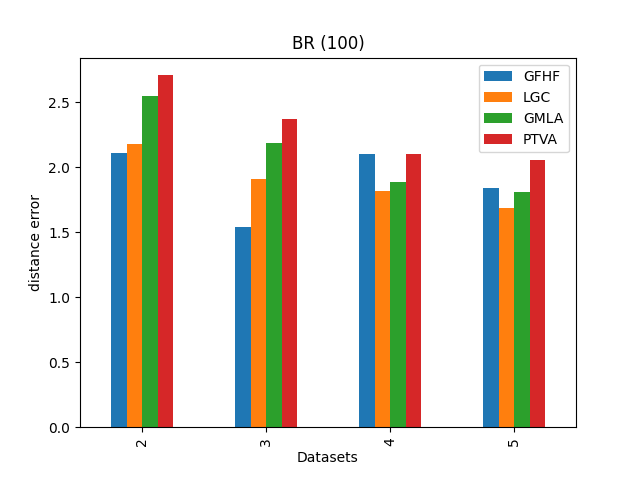 BR (100)
GFHF
LGC
GMLA
PTVA
distance error
2.5
2.0
1.5
1.0
0.5
0.0
2 3 4 5
Datasets